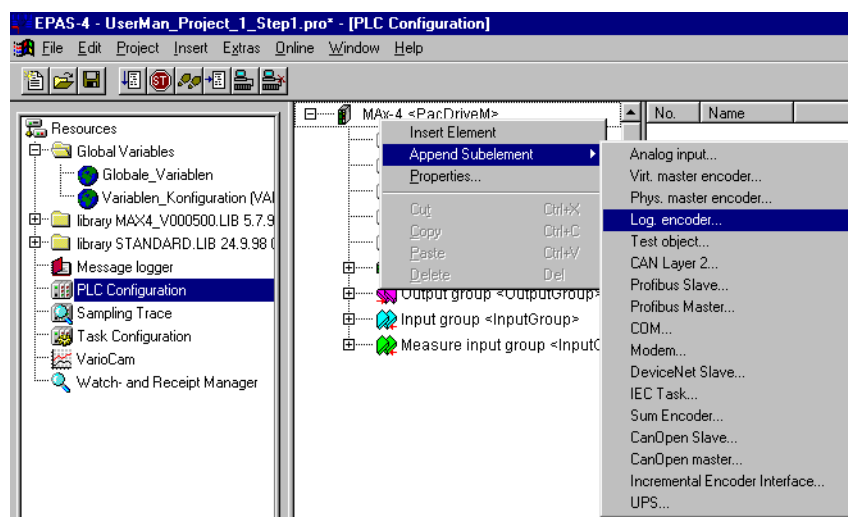 EPAS-4 - UserMan_Project_1_Step1.pro* - [PLC Configuration]
File Edit Project Insert Extras Online Window Help
Resources
Global Variables
Globale_Variablen
Variablen_Konfiguration (VAI
library MAX4_V000500.LIB 5.7.9
library STANDARD.LIB 24.9.98 (
Message logger
PLC Configuration
Sampling Trace
Task Configuration
VarioCam
Watch- and Receipt Manager
MAx-4 <PacDriveM>
Output group <OutputGroup>
Input group <InputGroup>
Measure input group <InputG
Insert Element
Append Subelement
Properties...
Cut Ctrl+X
Copy Ctrl+C
Paste Ctrl+V
Delete Del
No. Name
Analog input...
Virt. master encoder...
Phys. master encoder...
Log. encoder...
Test object...
CAN Layer 2...
Profibus Slave...
Profibus Master...
COM...
Modem...
DeviceNet Slave...
IEC Task...
Sum Encoder...
CanOpen Slave...
CanOpen master...
Incremental Encoder Interface...
UPS...